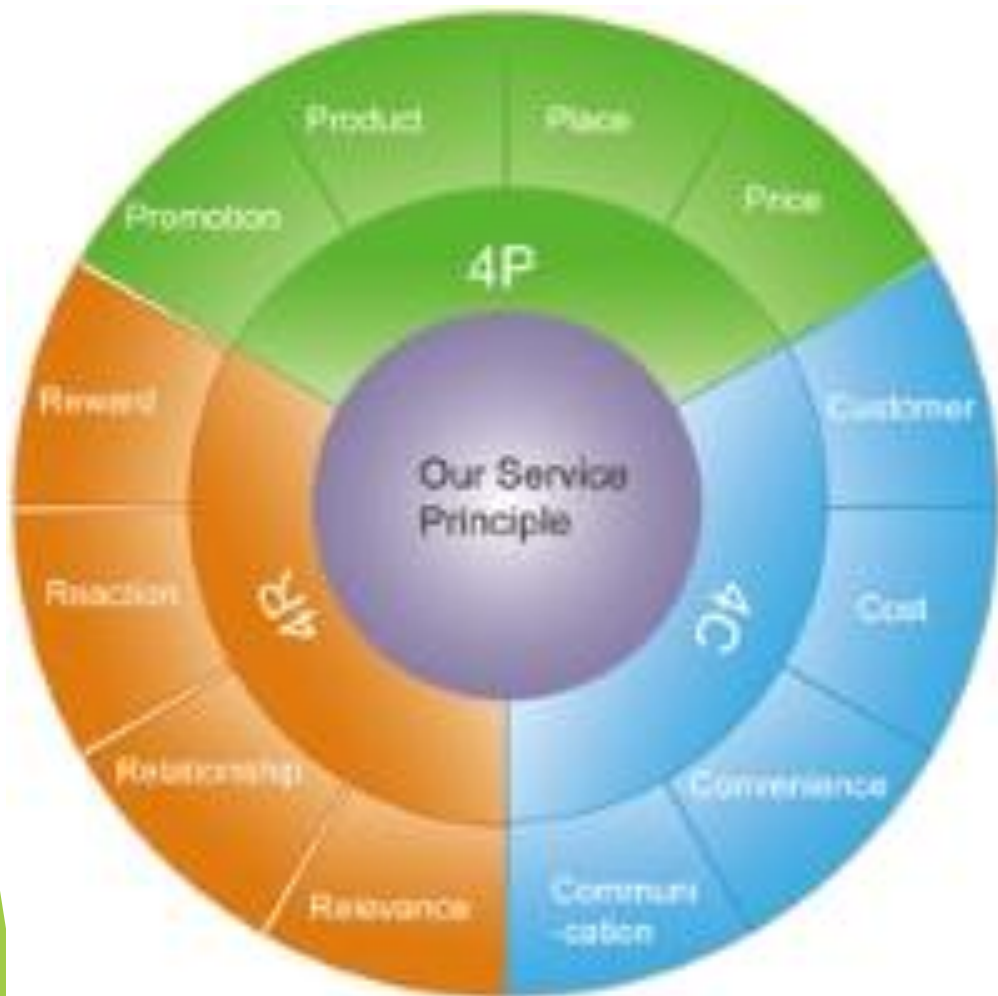 Product
Place
Promotion
Price
4P
Reward
Customer
Our Service
Principle
Reaction
4R
4C
Cost
Relationship
Convenience
Relevance
Communi
-cation